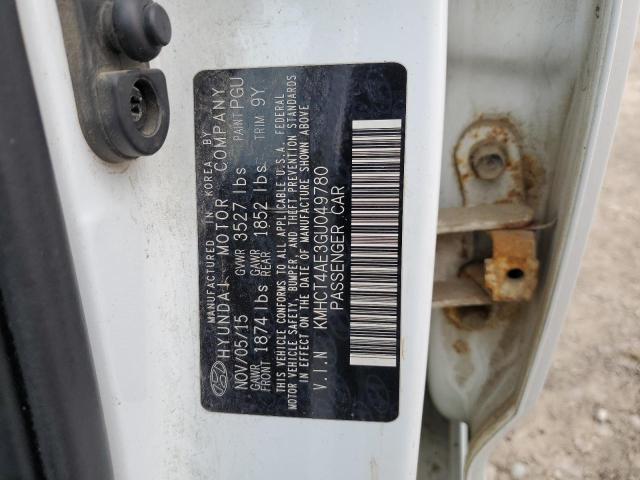 MANUFACTURED IN KOREA BY
HYUNDAI MOTOR COMPANY
NOV/05/15 GVWR 3527 lbs PAINT PGU
GAWR FRONT 1874 lbs GAWR REAR 1852 lbs. TRIM 9Y
THIS VEHICLE CONFORMS TO ALL APPLICABLE U.S.A. FEDERAL
MOTOR VEHICLE SAFETY, BUMPER, AND THEFT PREVENTION STANDARDS
IN EFFECT ON THE DATE OF MANUFACTURE SHOWN ABOVE
V.I.N KMHCT4AE3GU049780
PASSENGER CAR